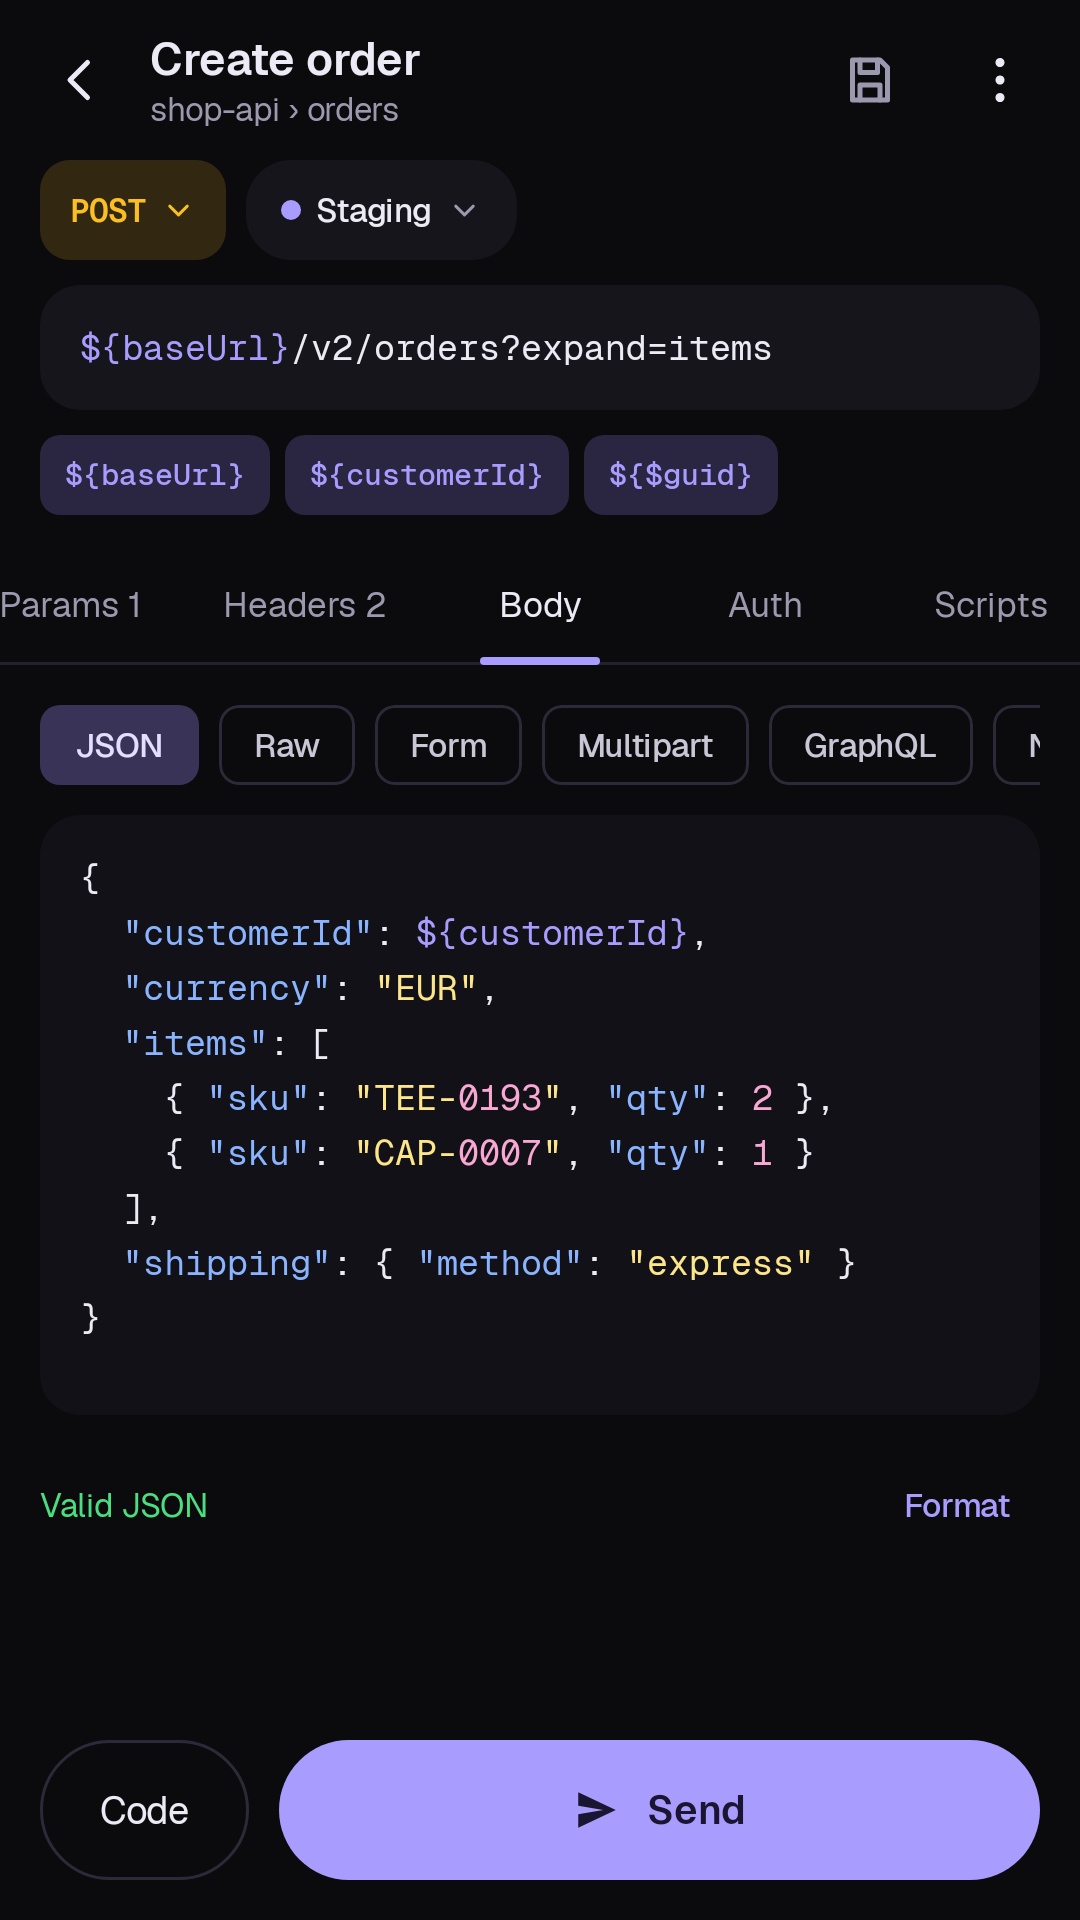 Create order
shop-api › orders
POST
Staging
${baseUrl}/v2/orders?expand=items
${baseUrl} ${customerId} ${$guid}
Params 1 Headers 2 Body Auth Scripts
JSON Raw Form Multipart GraphQL
{
  "customerId": ${customerId},
  "currency": "EUR",
  "items": [
    { "sku": "TEE-0193", "qty": 2 },
    { "sku": "CAP-0007", "qty": 1 }
  ],
  "shipping": { "method": "express" }
}
Valid JSON Format
Code Send